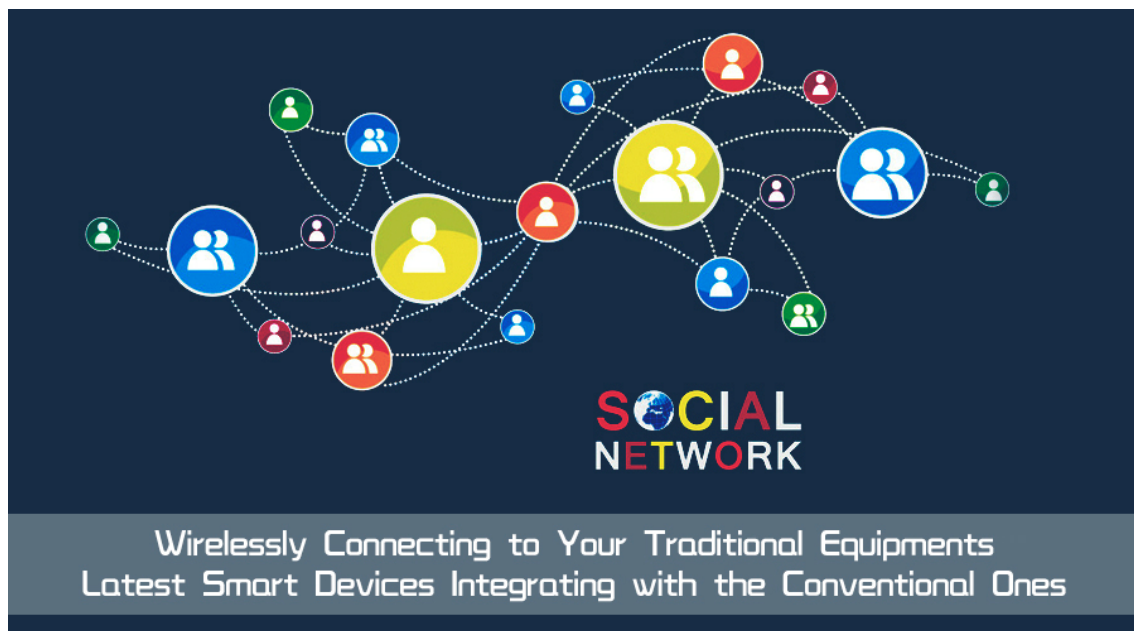 SOCIAL
NETWORK
Wirelessly Connecting to Your Traditional Equipments
Latest Smart Devices Integrating with the Conventional Ones